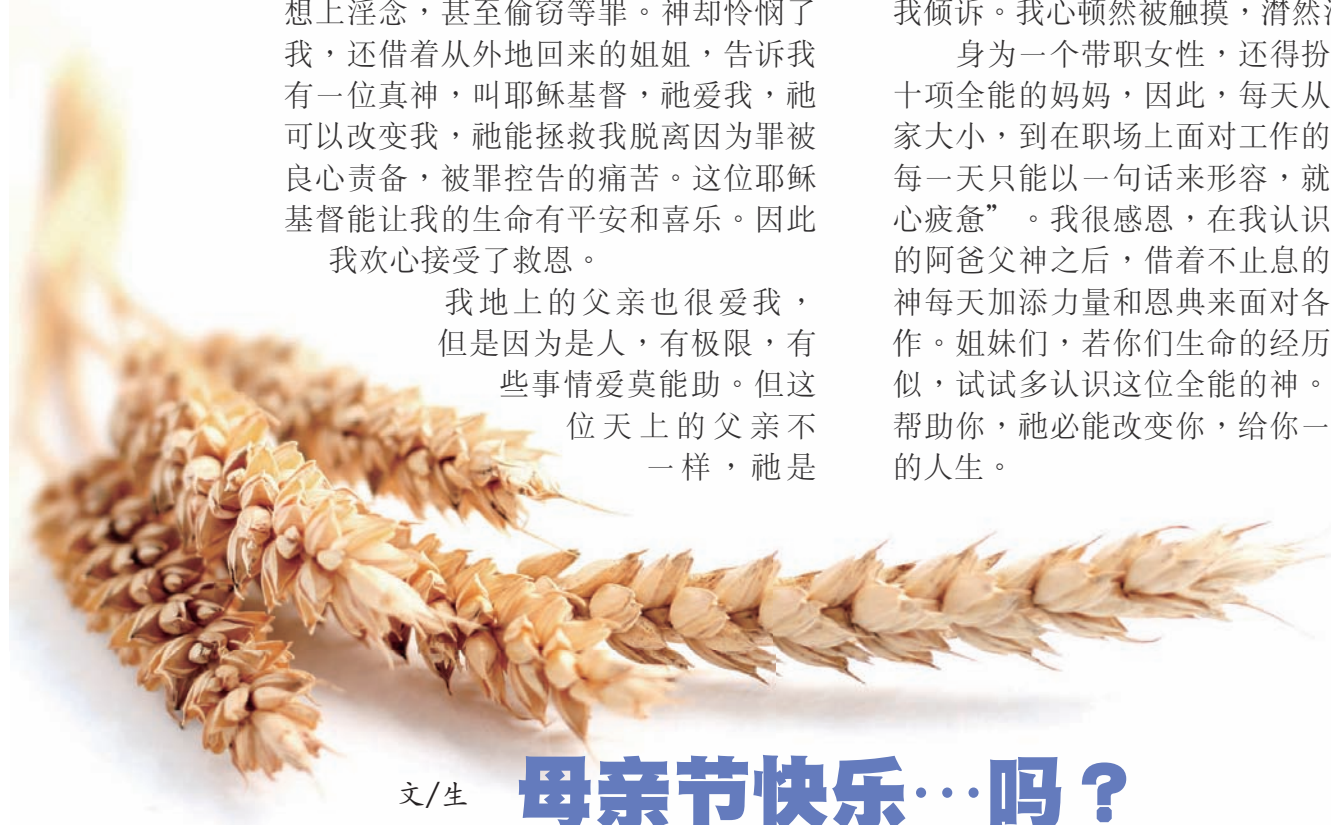 想上淫念，甚至偷窃等罪。神却怜悯了
我，还借着从外地回来的姐姐，告诉我
有一位真神，叫耶稣基督，祂爱我，祂
可以改变我，祂能拯救我脱离因为罪被
良心责备，被罪控告的痛苦。这位耶稣
基督能让我的生命有平安和喜乐。因此
我欢心接受了救恩。
我地上的父亲也很爱我，
但是因为是人，有极限，有
些事情爱莫能助。但这
位天上的父亲不
一样，祂是
我倾诉。我心顿然被触摸，潸然
身为一个带职女性，还得扮
十项全能的妈妈，因此，每天从
家大小，到在职场上面对工作的
每一天只能以一句话来形容，就
心疲惫”。我很感恩，在我认识
的阿爸父神之后，借着不止息的
神每天加添力量和恩典来面对各
作。姐妹们，若你们生命的经历
似，试试多认识这位全能的神。
帮助你，祂必能改变你，给你一
的人生。
文/生
母亲节快乐…吗？